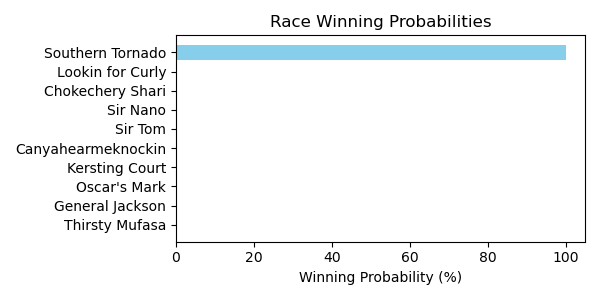 Race Winning Probabilities
Southern Tornado
Lookin for Curly
Chokechery Shari
Sir Nano
Sir Tom
Canyahearmeknockin
Kersting Court
Oscar's Mark
General Jackson
Thirsty Mufasa
0 20 40 60 80 100
Winning Probability (%)